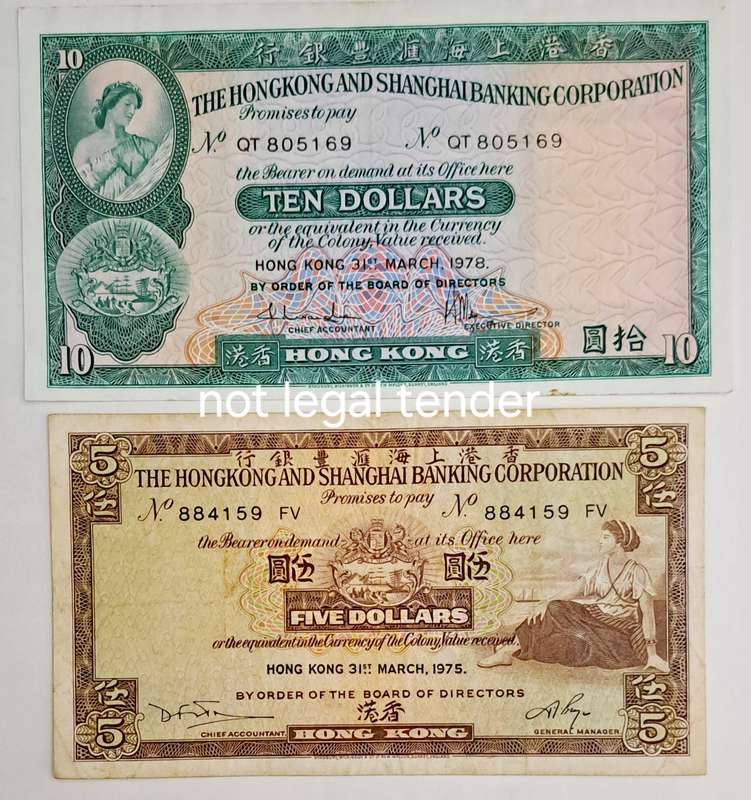 行銀豐滙海上港香
10
THE HONGKONG AND SHANGHAI BANKING CORPORATION
Promises to pay
No QT 805169 No QT 805169
the Bearer on demand at its Office here
TEN DOLLARS
or the equivalent in the Currency
of the Colony, Value received.
HONG KONG 31ST MARCH, 1978.
BY ORDER OF THE BOARD OF DIRECTORS
CHIEF ACCOUNTANT EXECUTIVE DIRECTOR
圓拾
10 港香 HONG KONG 港香 10
not legal tender
5 行銀豐滙海上港香 5
THE HONGKONG AND SHANGHAI BANKING CORPORATION
伍 伍
Promises to pay
No 884159 FV No 884159 FV
the Bearer on demand at its Office here
圓伍 圓伍
FIVE DOLLARS
or the equivalent in the Currency of the Colony, Value received.
HONG KONG 31ST MARCH, 1975.
伍 伍
BY ORDER OF THE BOARD OF DIRECTORS
港香
5 5
CHIEF ACCOUNTANT HONG KONG GENERAL MANAGER